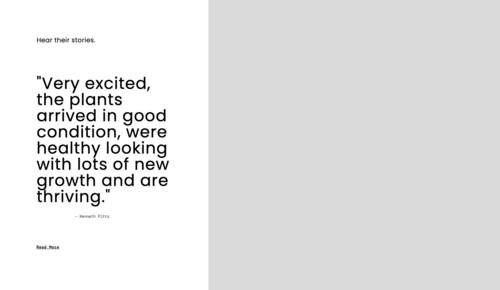 Hear their stories.
"Very excited,
the plants
arrived in good
condition, were
healthy looking
with lots of new
growth and are
thriving."
– Kenneth Pitts
Read More